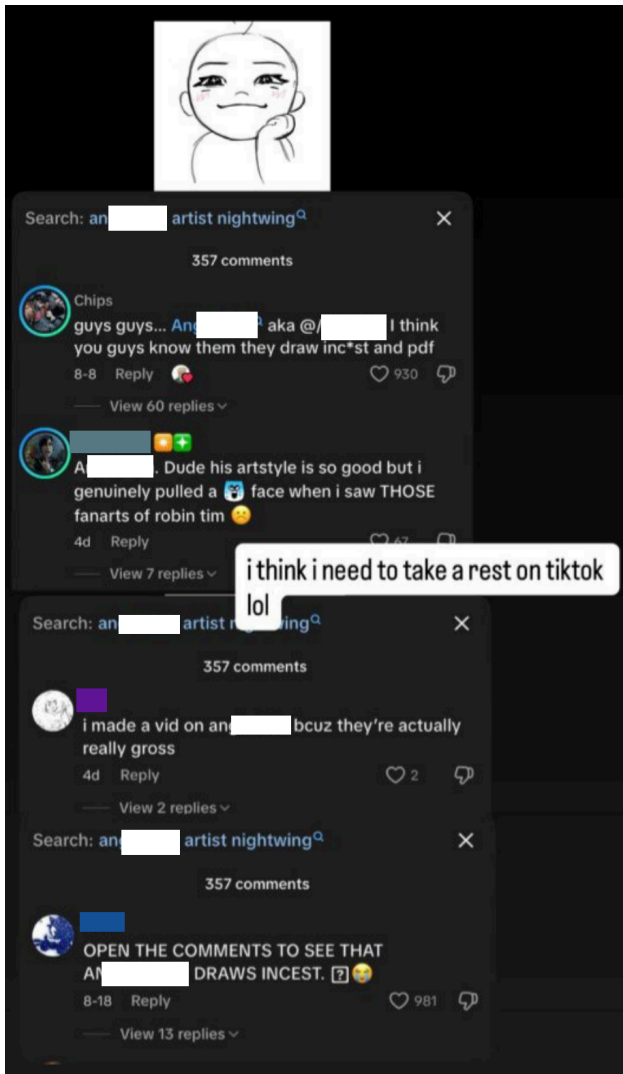 Search: an artist nightwing
357 comments
Chips
guys guys... Ang aka @/ I think
you guys know them they draw inc*st and pdf
8-8 Reply 930
View 60 replies
A . Dude his artstyle is so good but i
genuinely pulled a face when i saw THOSE
fanarts of robin tim ☹️
4d Reply 67
View 7 replies
i think i need to take a rest on tiktok
lol
Search: an artist ing
357 comments
i made a vid on ang bcuz they're actually
really gross
4d Reply 2
View 2 replies
Search: ang artist nightwing
357 comments
OPEN THE COMMENTS TO SEE THAT
AN DRAWS INCEST. ⍰😭
8-18 Reply 981
View 13 replies